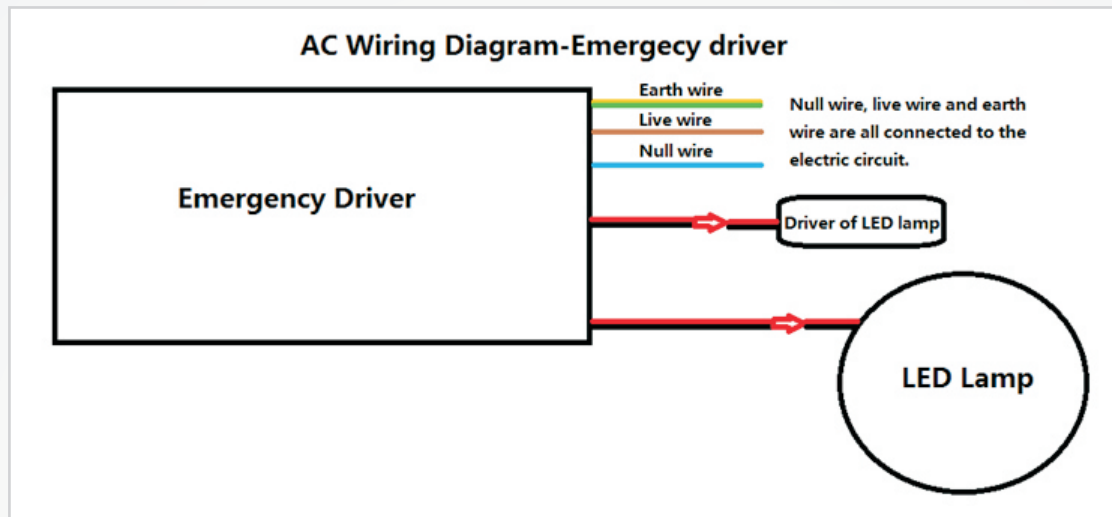 AC Wiring Diagram-Emergecy driver
Earth wire
Live wire
Null wire
Null wire, live wire and earth
wire are all connected to the
electric circuit.
Emergency Driver
Driver of LED lamp
LED Lamp